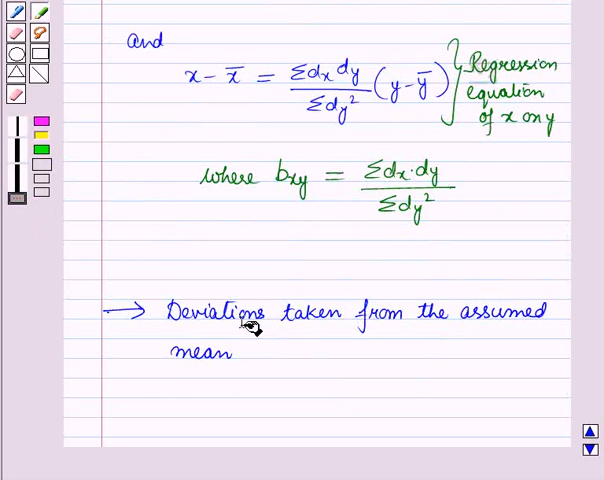 and
x - x̄ = Σdx dy / Σdy² (y - ȳ) } Regression
equation
of x on y
where bxy = Σdx·dy / Σdy²
→ Deviations taken from the assumed
mean